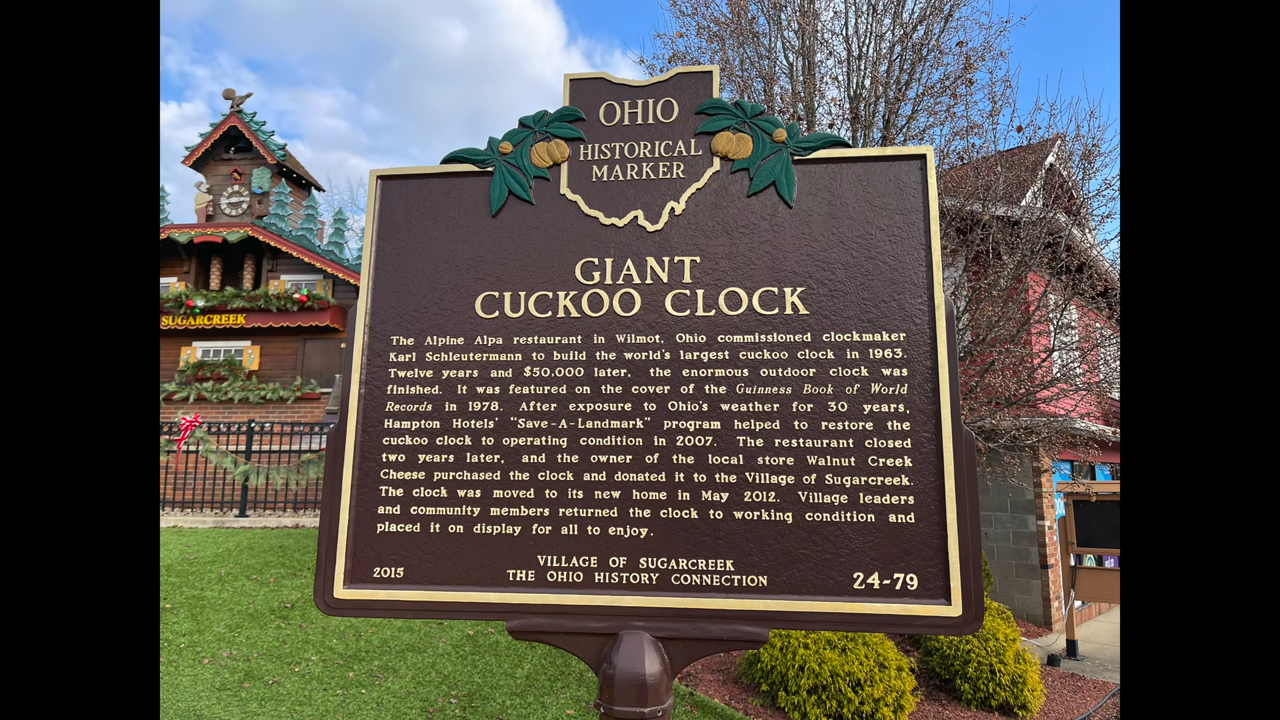 OHIO
HISTORICAL
MARKER
GIANT
CUCKOO CLOCK
The Alpine Alpa restaurant in Wilmot, Ohio commissioned clockmaker
Karl Schleutermann to build the world's largest cuckoo clock in 1963.
Twelve years and $50,000 later, the enormous outdoor clock was
finished. It was featured on the cover of the Guinness Book of World
Records in 1978. After exposure to Ohio's weather for 30 years,
Hampton Hotels' "Save-A-Landmark" program helped to restore the
cuckoo clock to operating condition in 2007. The restaurant closed
two years later, and the owner of the local store Walnut Creek
Cheese purchased the clock and donated it to the Village of Sugarcreek.
The clock was moved to its new home in May 2012. Village leaders
and community members returned the clock to working condition and
placed it on display for all to enjoy.
VILLAGE OF SUGARCREEK
2015 THE OHIO HISTORY CONNECTION 24-79
SUGARCREEK